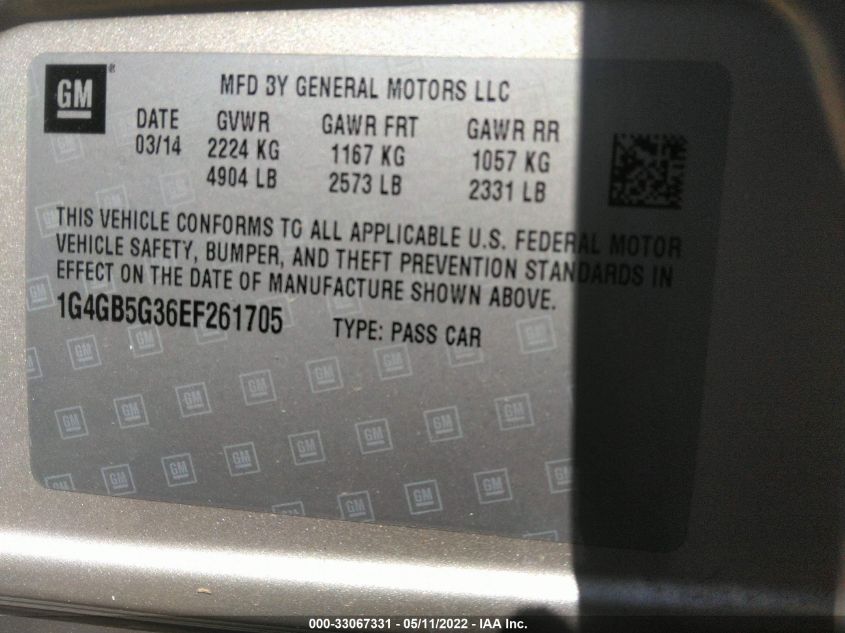 GM
®
MFD BY GENERAL MOTORS LLC
DATE GVWR GAWR FRT GAWR RR
03/14 2224 KG 1167 KG 1057 KG
4904 LB 2573 LB 2331 LB
THIS VEHICLE CONFORMS TO ALL APPLICABLE U.S. FEDERAL MOTOR
VEHICLE SAFETY, BUMPER, AND THEFT PREVENTION STANDARDS IN
EFFECT ON THE DATE OF MANUFACTURE SHOWN ABOVE.
1G4GB5G36EF261705 TYPE: PASS CAR
000-33067331 - 05/11/2022 - IAA Inc.